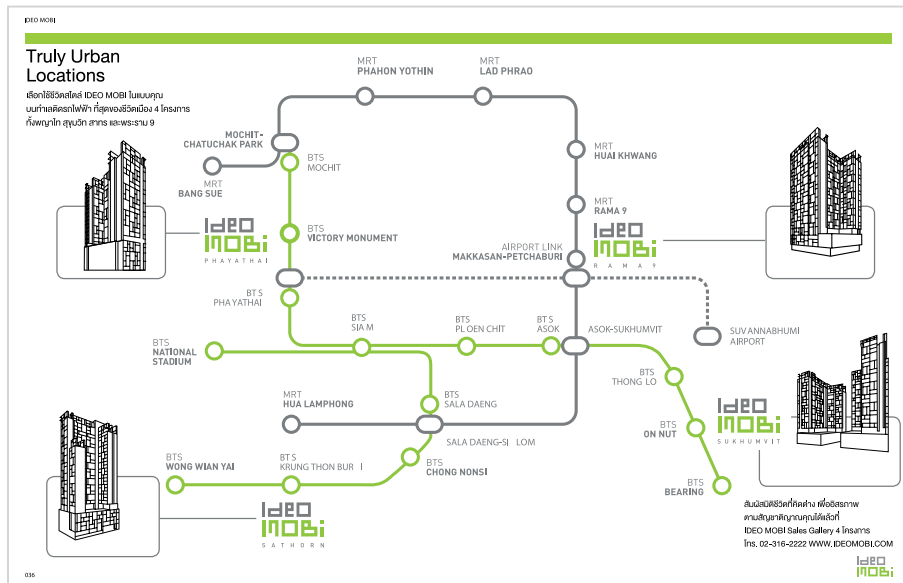 IDEO MOBI
Truly Urban
Locations
เลือกใช้ชีวิตสไตล์ IDEO MOBI ในแบบคุณ
บนทำเลติดรถไฟฟ้า ที่สุดของชีวิตเมือง 4 โครงการ
ทั้งพญาไท สุขุมวิท สาทร และพระราม 9
MRT
PHAHON YOTHIN
MRT
LAD PHRAO
MOCHIT-
CHATUCHAK PARK
BTS
MOCHIT
MRT
BANG SUE
MRT
HUAI KHWANG
MRT
RAMA 9
IdeO
MOBi
PHAYATHAI
BTS
VICTORY MONUMENT
IdeO
MOBi
RAMA9
AIRPORT LINK
MAKKASAN-PETCHABURI
BTS
PHAYATHAI
BTS
SIAM
BTS
PLOENCHIT
BTS
ASOK
ASOK-SUKHUMVIT
SUVANNABHUMI
AIRPORT
BTS
NATIONAL
STADIUM
BTS
THONG LO
MRT
HUA LAMPHONG
BTS
SALA DAENG
IdeO
MOBi
SUKHUMVIT
SALA DAENG-SILOM
BTS
ON NUT
BTS
WONG WIAN YAI
BTS
KRUNG THON BURI
BTS
CHONG NONSI
BTS
BEARING
IdeO
MOBi
SATHORN
สัมผัสมิติชีวิตที่คิดต่าง เพื่ออิสรภาพ
ตามสัญชาติญาณคุณได้แล้วที่
IDEO MOBI Sales Gallery 4 โครงการ
โทร. 02-316-2222 WWW.IDEOMOBI.COM
036
IdeO
MOBi